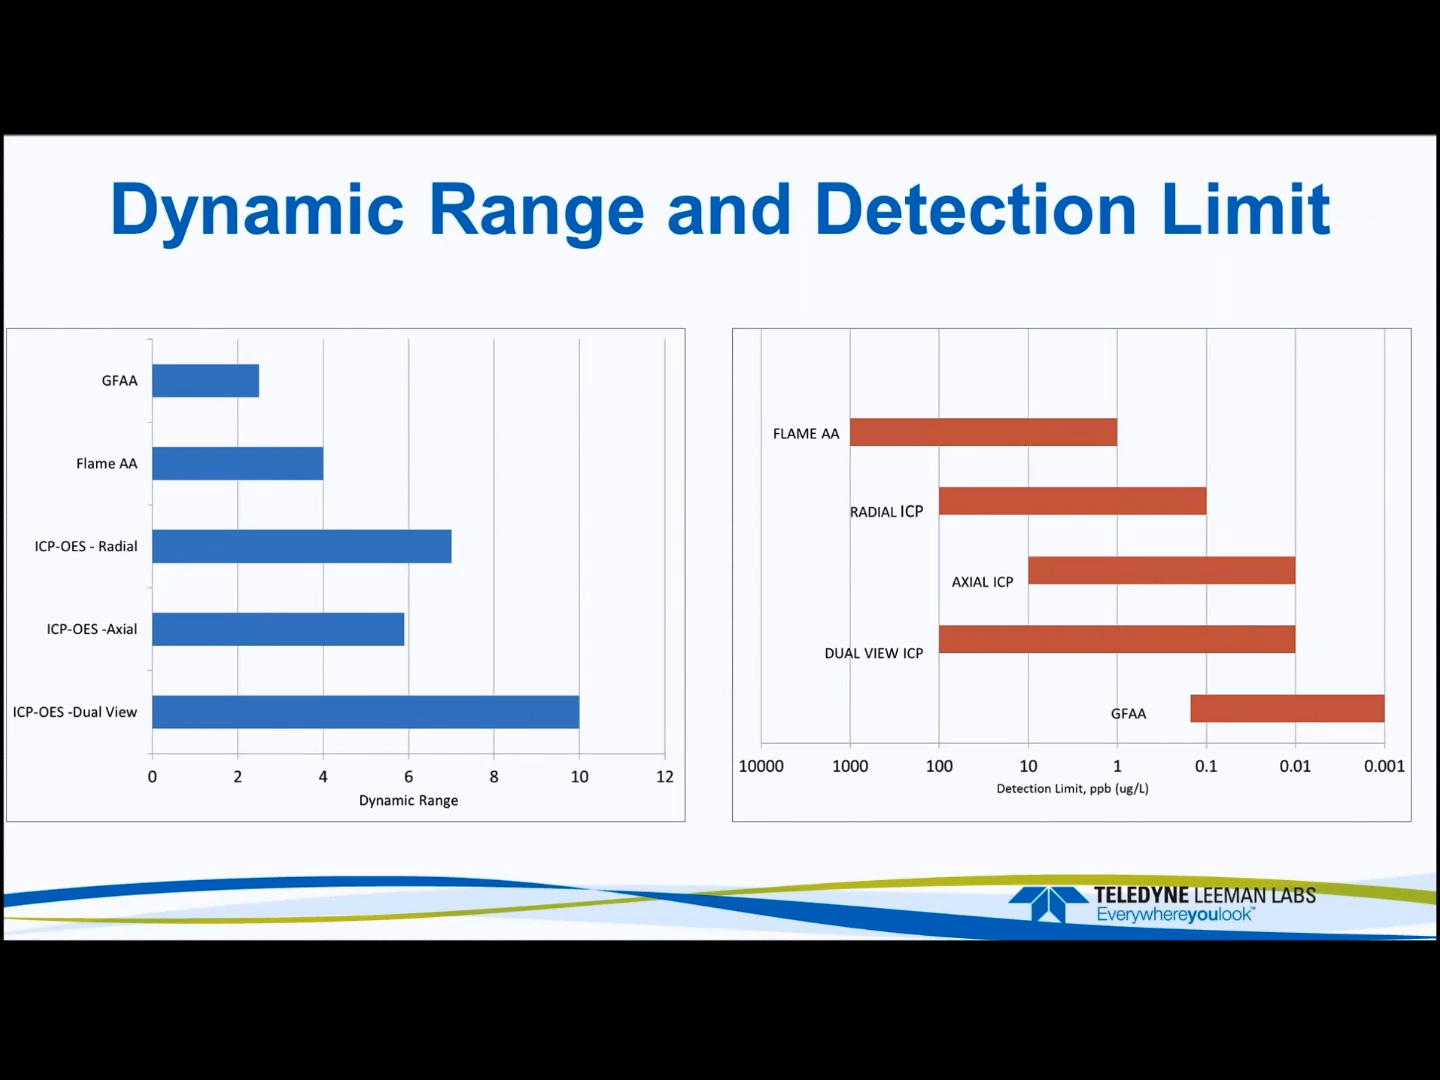 Dynamic Range and Detection Limit
GFAA
Flame AA
ICP-OES - Radial
ICP-OES -Axial
ICP-OES -Dual View
0 2 4 6 8 10 12
Dynamic Range
FLAME AA
RADIAL ICP
AXIAL ICP
DUAL VIEW ICP
GFAA
10000 1000 100 10 1 0.1 0.01 0.001
Detection Limit, ppb (ug/L)
TELEDYNE LEEMAN LABS
Everywhereyoulook™